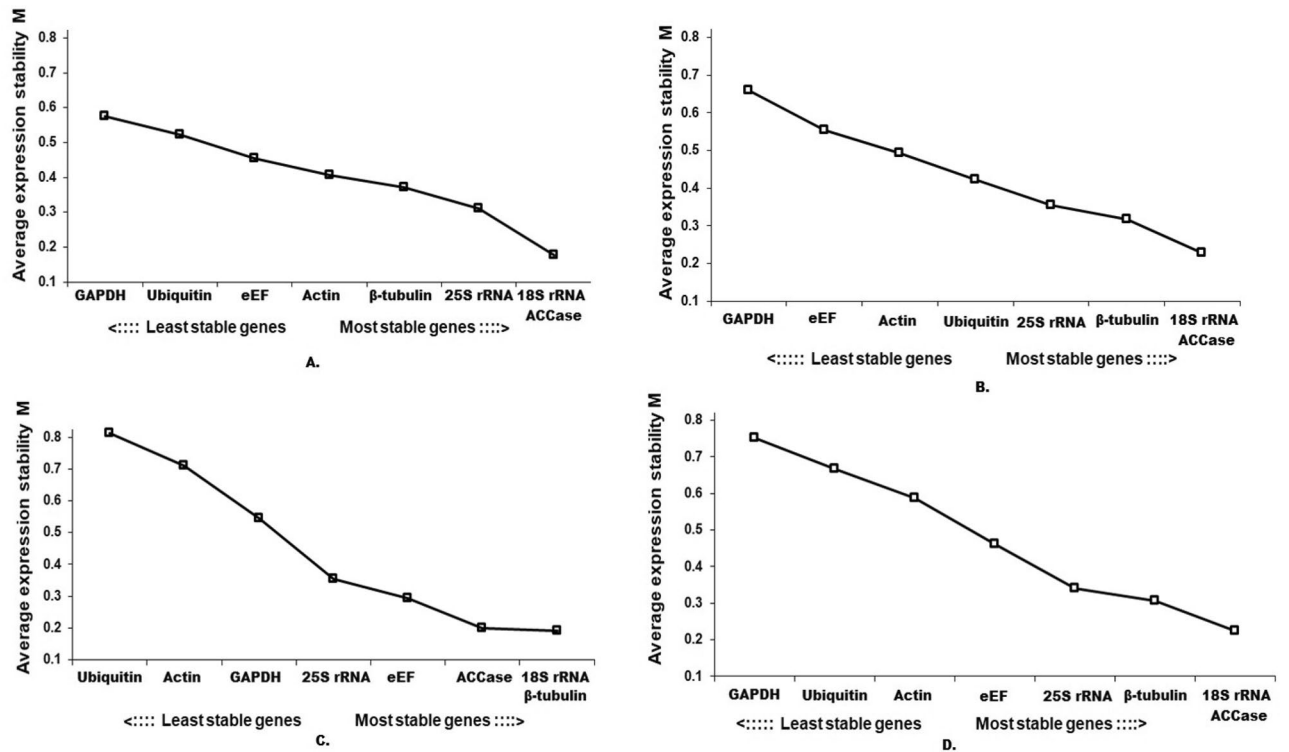 Average expression stability M
0.8
0.7
0.6
0.5
0.4
0.3
0.2
0.1
GAPDH Ubiquitin eEF Actin β-tubulin 25S rRNA 18S rRNA
ACCase
<:::: Least stable genes Most stable genes ::::>
A.
Average expression stability M
0.8
0.7
0.6
0.5
0.4
0.3
0.2
0.1
GAPDH eEF Actin Ubiquitin 25S rRNA β-tubulin 18S rRNA
ACCase
<::::: Least stable genes Most stable genes ::::>
B.
Average expression stability M
0.8
0.7
0.6
0.5
0.4
0.3
0.2
0.1
Ubiquitin Actin GAPDH 25S rRNA eEF ACCase 18S rRNA
β-tubulin
<:::: Least stable genes Most stable genes ::::>
C.
Average expression stability M
0.8
0.7
0.6
0.5
0.4
0.3
0.2
0.1
GAPDH Ubiquitin Actin eEF 25S rRNA β-tubulin 18S rRNA
ACCase
<::::: Least stable genes Most stable genes ::::>
D.